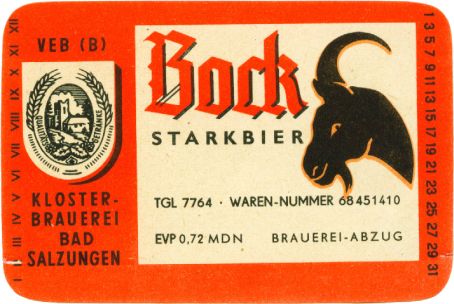 VEB (B)
QUALITÄTS GETRÄNKE
KLOSTER-
BRAUEREI
BAD
SALZUNGEN
I II III IV V VI VII VIII IX X XI XII
Bock
STARKBIER
TGL 7764 · WAREN-NUMMER 68451410
EVP 0,72 MDN BRAUEREI-ABZUG
1 3 5 7 9 11 13 15 17 19 21 23 25 27 29 31